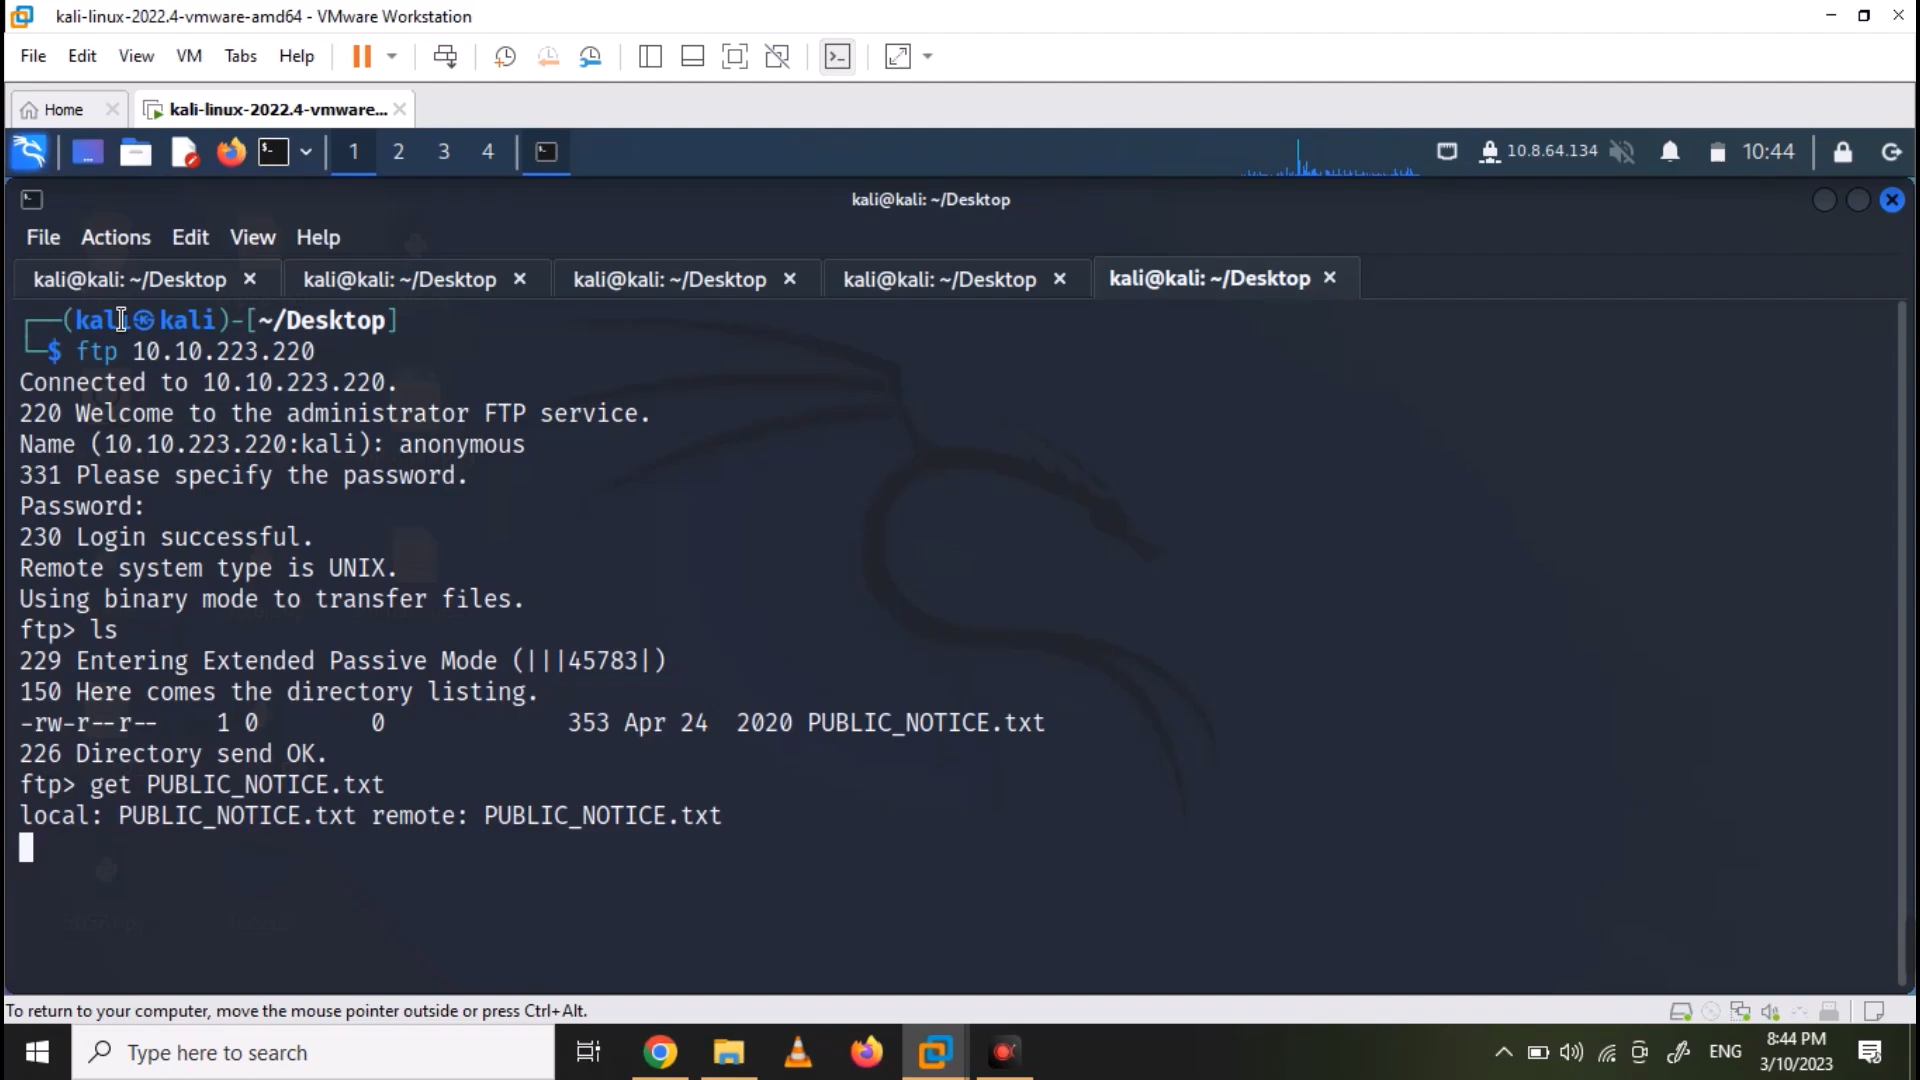 kali-linux-2022.4-vmware-amd64 - VMware Workstation
File Edit View VM Tabs Help
Home kali-linux-2022.4-vmware...
1 2 3 4 10.8.64.134 10:44
kali@kali: ~/Desktop
File Actions Edit View Help
kali@kali: ~/Desktop kali@kali: ~/Desktop kali@kali: ~/Desktop kali@kali: ~/Desktop kali@kali: ~/Desktop
┌──(kali㉿kali)-[~/Desktop]
└─$ ftp 10.10.223.220
Connected to 10.10.223.220.
220 Welcome to the administrator FTP service.
Name (10.10.223.220:kali): anonymous
331 Please specify the password.
Password:
230 Login successful.
Remote system type is UNIX.
Using binary mode to transfer files.
ftp> ls
229 Entering Extended Passive Mode (|||45783|)
150 Here comes the directory listing.
-rw-r--r-- 1 0 0 353 Apr 24 2020 PUBLIC_NOTICE.txt
226 Directory send OK.
ftp> get PUBLIC_NOTICE.txt
local: PUBLIC_NOTICE.txt remote: PUBLIC_NOTICE.txt
To return to your computer, move the mouse pointer outside or press Ctrl+Alt.
Type here to search
ENG
8:44 PM
3/10/2023